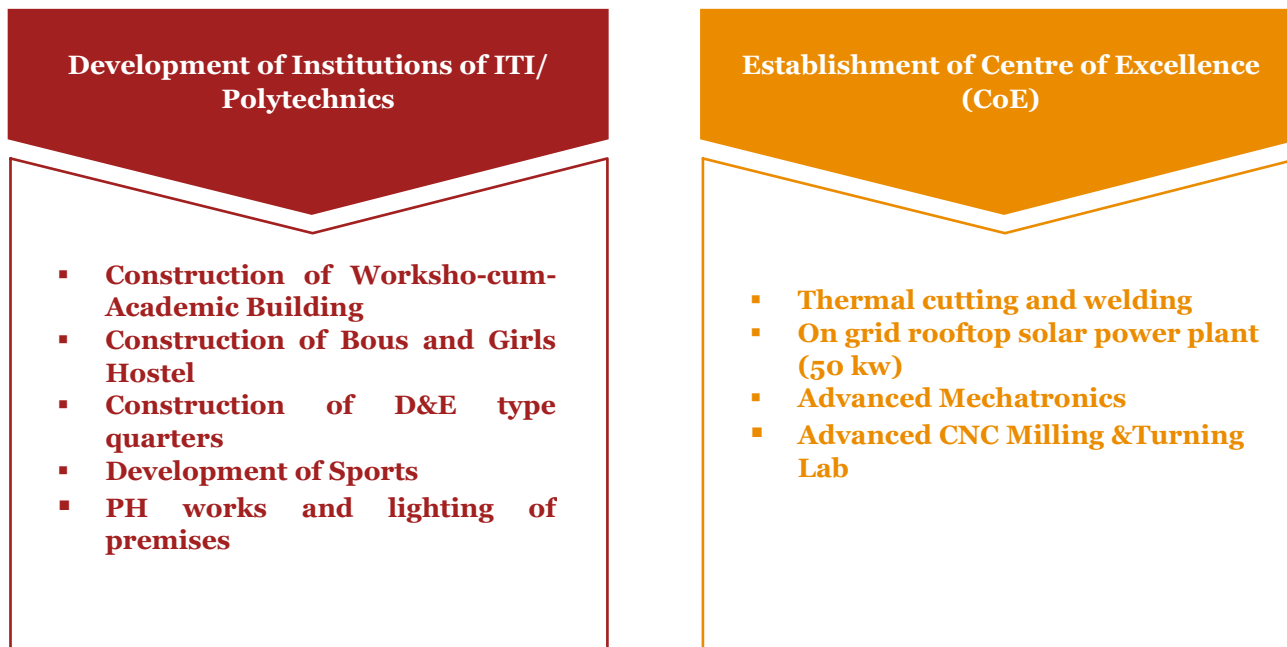 Development of Institutions of ITI/
Polytechnics
▪ Construction of Worksho-cum-
Academic Building
▪ Construction of Bous and Girls
Hostel
▪ Construction of D&E type
quarters
▪ Development of Sports
▪ PH works and lighting of
premises
Establishment of Centre of Excellence
(CoE)
▪ Thermal cutting and welding
▪ On grid rooftop solar power plant
(50 kw)
▪ Advanced Mechatronics
▪ Advanced CNC Milling &Turning
Lab